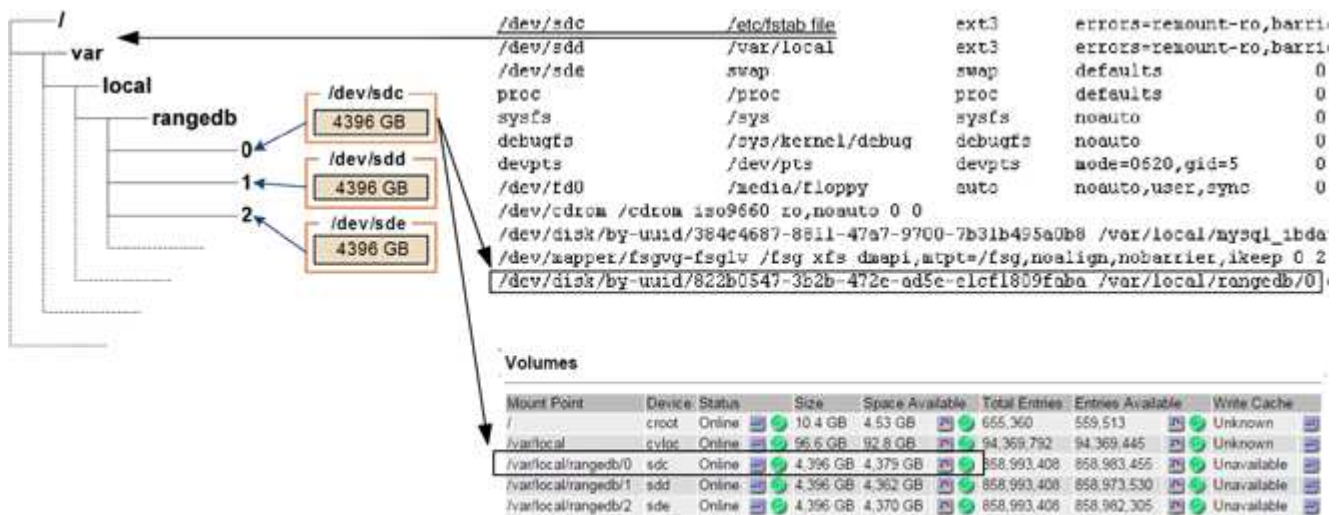 /
var
local
rangedb
0
1
2
/dev/sdc
4396 GB
/dev/sdd
4396 GB
/dev/sde
4396 GB
/dev/sdc /etc/fstab file ext3 errors=remount-ro,barri
/dev/sdd /var/local ext3 errors=remount-ro,barri
/dev/sde swap swap defaults 0
proc /proc proc defaults 0
sysfs /sys sysfs noauto 0
debugfs /sys/kernel/debug debugfs noauto 0
devpts /dev/pts devpts mode=0620,gid=5 0
/dev/fd0 /media/floppy auto noauto,user,sync 0
/dev/cdrom /cdrom iso9660 ro,noauto 0 0
/dev/disk/by-uuid/384c4687-8811-47a7-9700-7b31b495a0b8 /var/local/mysql_ibda
/dev/mapper/fsgvg-fsglv /fsg xfs dmapi,mtpt=/fsg,noalign,nobarrier,ikeep 0 2
/dev/disk/by-uuid/822b0547-3b2b-472e-ad5e-e1cf1809faba /var/local/rangedb/0
Volumes
Mount Point Device Status Size Space Available Total Entries Entries Available Write Cache
/ croot Online 10.4 GB 4.53 GB 655,360 559,513 Unknown
/var/local cvloc Online 96.6 GB 92.8 GB 94,369,792 94,369,445 Unknown
/var/local/rangedb/0 sdc Online 4,396 GB 4,379 GB 858,993,408 858,983,455 Unavailable
/var/local/rangedb/1 sdd Online 4,396 GB 4,362 GB 858,993,408 858,973,530 Unavailable
/var/local/rangedb/2 sde Online 4,396 GB 4,370 GB 858,993,408 858,982,305 Unavailable